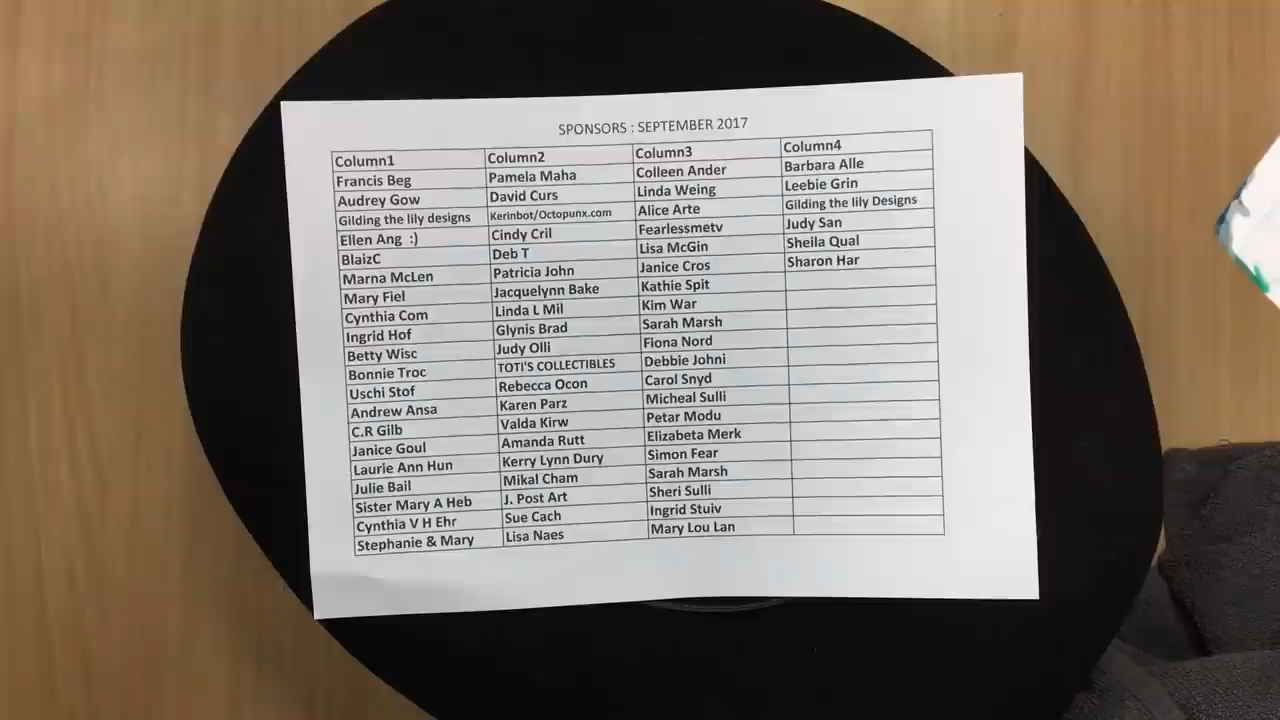 SPONSORS : SEPTEMBER 2017
Column1 Column2 Column3 Column4
Francis Beg Pamela Maha Colleen Ander Barbara Alle
Audrey Gow David Curs Linda Weing Leebie Grin
Gilding the lily designs Kerinbot/Octopunx.com Alice Arte Gilding the lily Designs
Ellen Ang :) Cindy Cril Fearlessmetv Judy San
BlaizC Deb T Lisa McGin Sheila Qual
Marna McLen Patricia John Janice Cros Sharon Har
Mary Fiel Jacquelynn Bake Kathie Spit
Cynthia Com Linda L Mil Kim War
Ingrid Hof Glynis Brad Sarah Marsh
Betty Wisc Judy Olli Fiona Nord
Bonnie Troc TOTI'S COLLECTIBLES Debbie Johni
Uschi Stof Rebecca Ocon Carol Snyd
Andrew Ansa Karen Parz Micheal Sulli
C.R Gilb Valda Kirw Petar Modu
Janice Goul Amanda Rutt Elizabeta Merk
Laurie Ann Hun Kerry Lynn Dury Simon Fear
Julie Bail Mikal Cham Sarah Marsh
Sister Mary A Heb J. Post Art Sheri Sulli
Cynthia V H Ehr Sue Cach Ingrid Stuiv
Stephanie & Mary Lisa Naes Mary Lou Lan